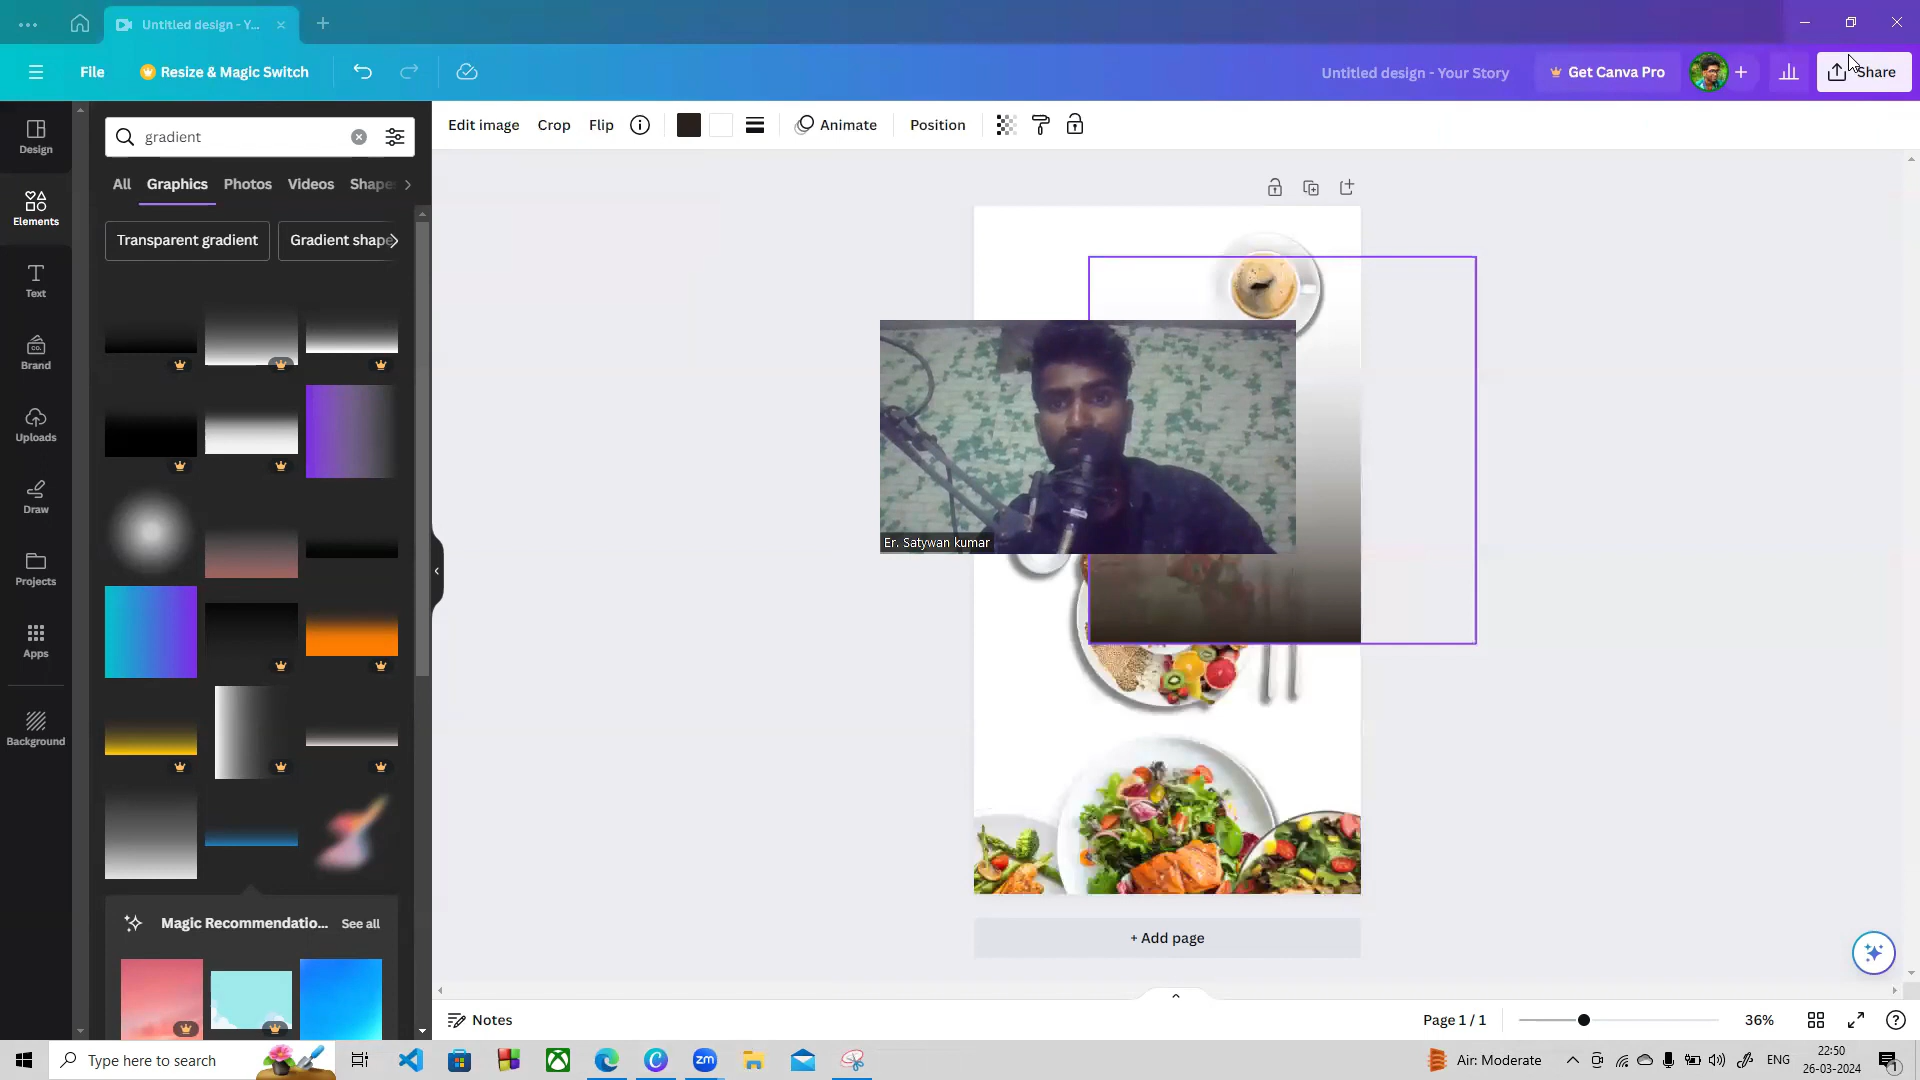 Untitled design - Y...
File
Resize & Magic Switch
Untitled design - Your Story
Get Canva Pro
Share
Design
Elements
Text
Brand
Uploads
Draw
Projects
Apps
Background
gradient
All
Graphics
Photos
Videos
Shape
Transparent gradient
Gradient shape
Magic Recommendatio...
See all
Edit image
Crop
Flip
Animate
Position
Er. Satywan kumar
+ Add page
Notes
Page 1 / 1
36%
Type here to search
Air: Moderate
ENG
22:50
26-03-2024